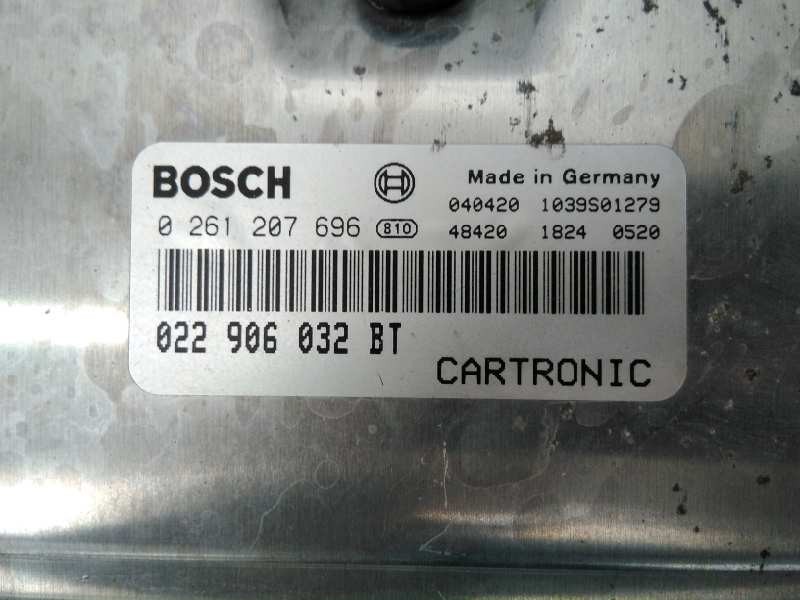 BOSCH
Made in Germany
040420 1039S01279
0 261 207 696 810
48420 1824 0520
022 906 032 BT
CARTRONIC